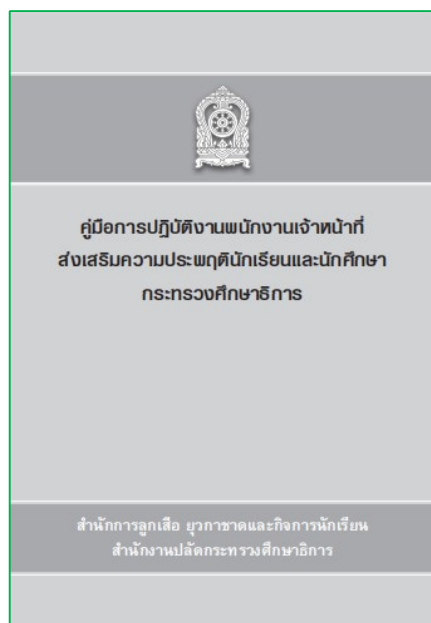 คู่มือการปฏิบัติงานพนักงานเจ้าหน้าที่
ส่งเสริมความประพฤตินักเรียนและนักศึกษา
กระทรวงศึกษาธิการ
สำนักการลูกเสือ ยุวกาชาดและกิจการนักเรียน
สำนักงานปลัดกระทรวงศึกษาธิการ